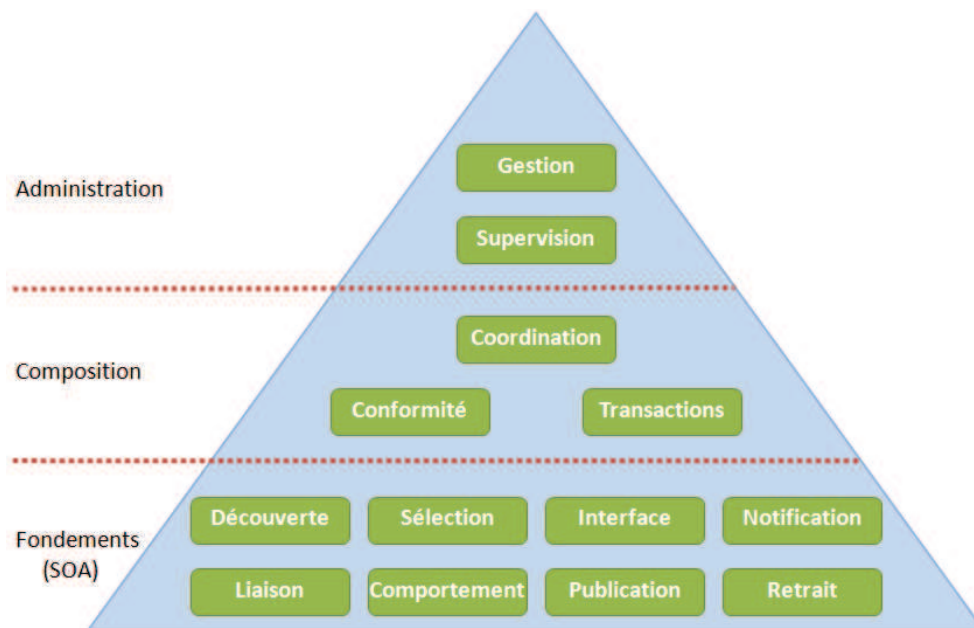 Administration
Gestion
Supervision
Composition
Coordination
Conformité
Transactions
Fondements
(SOA)
Découverte
Sélection
Interface
Notification
Liaison
Comportement
Publication
Retrait